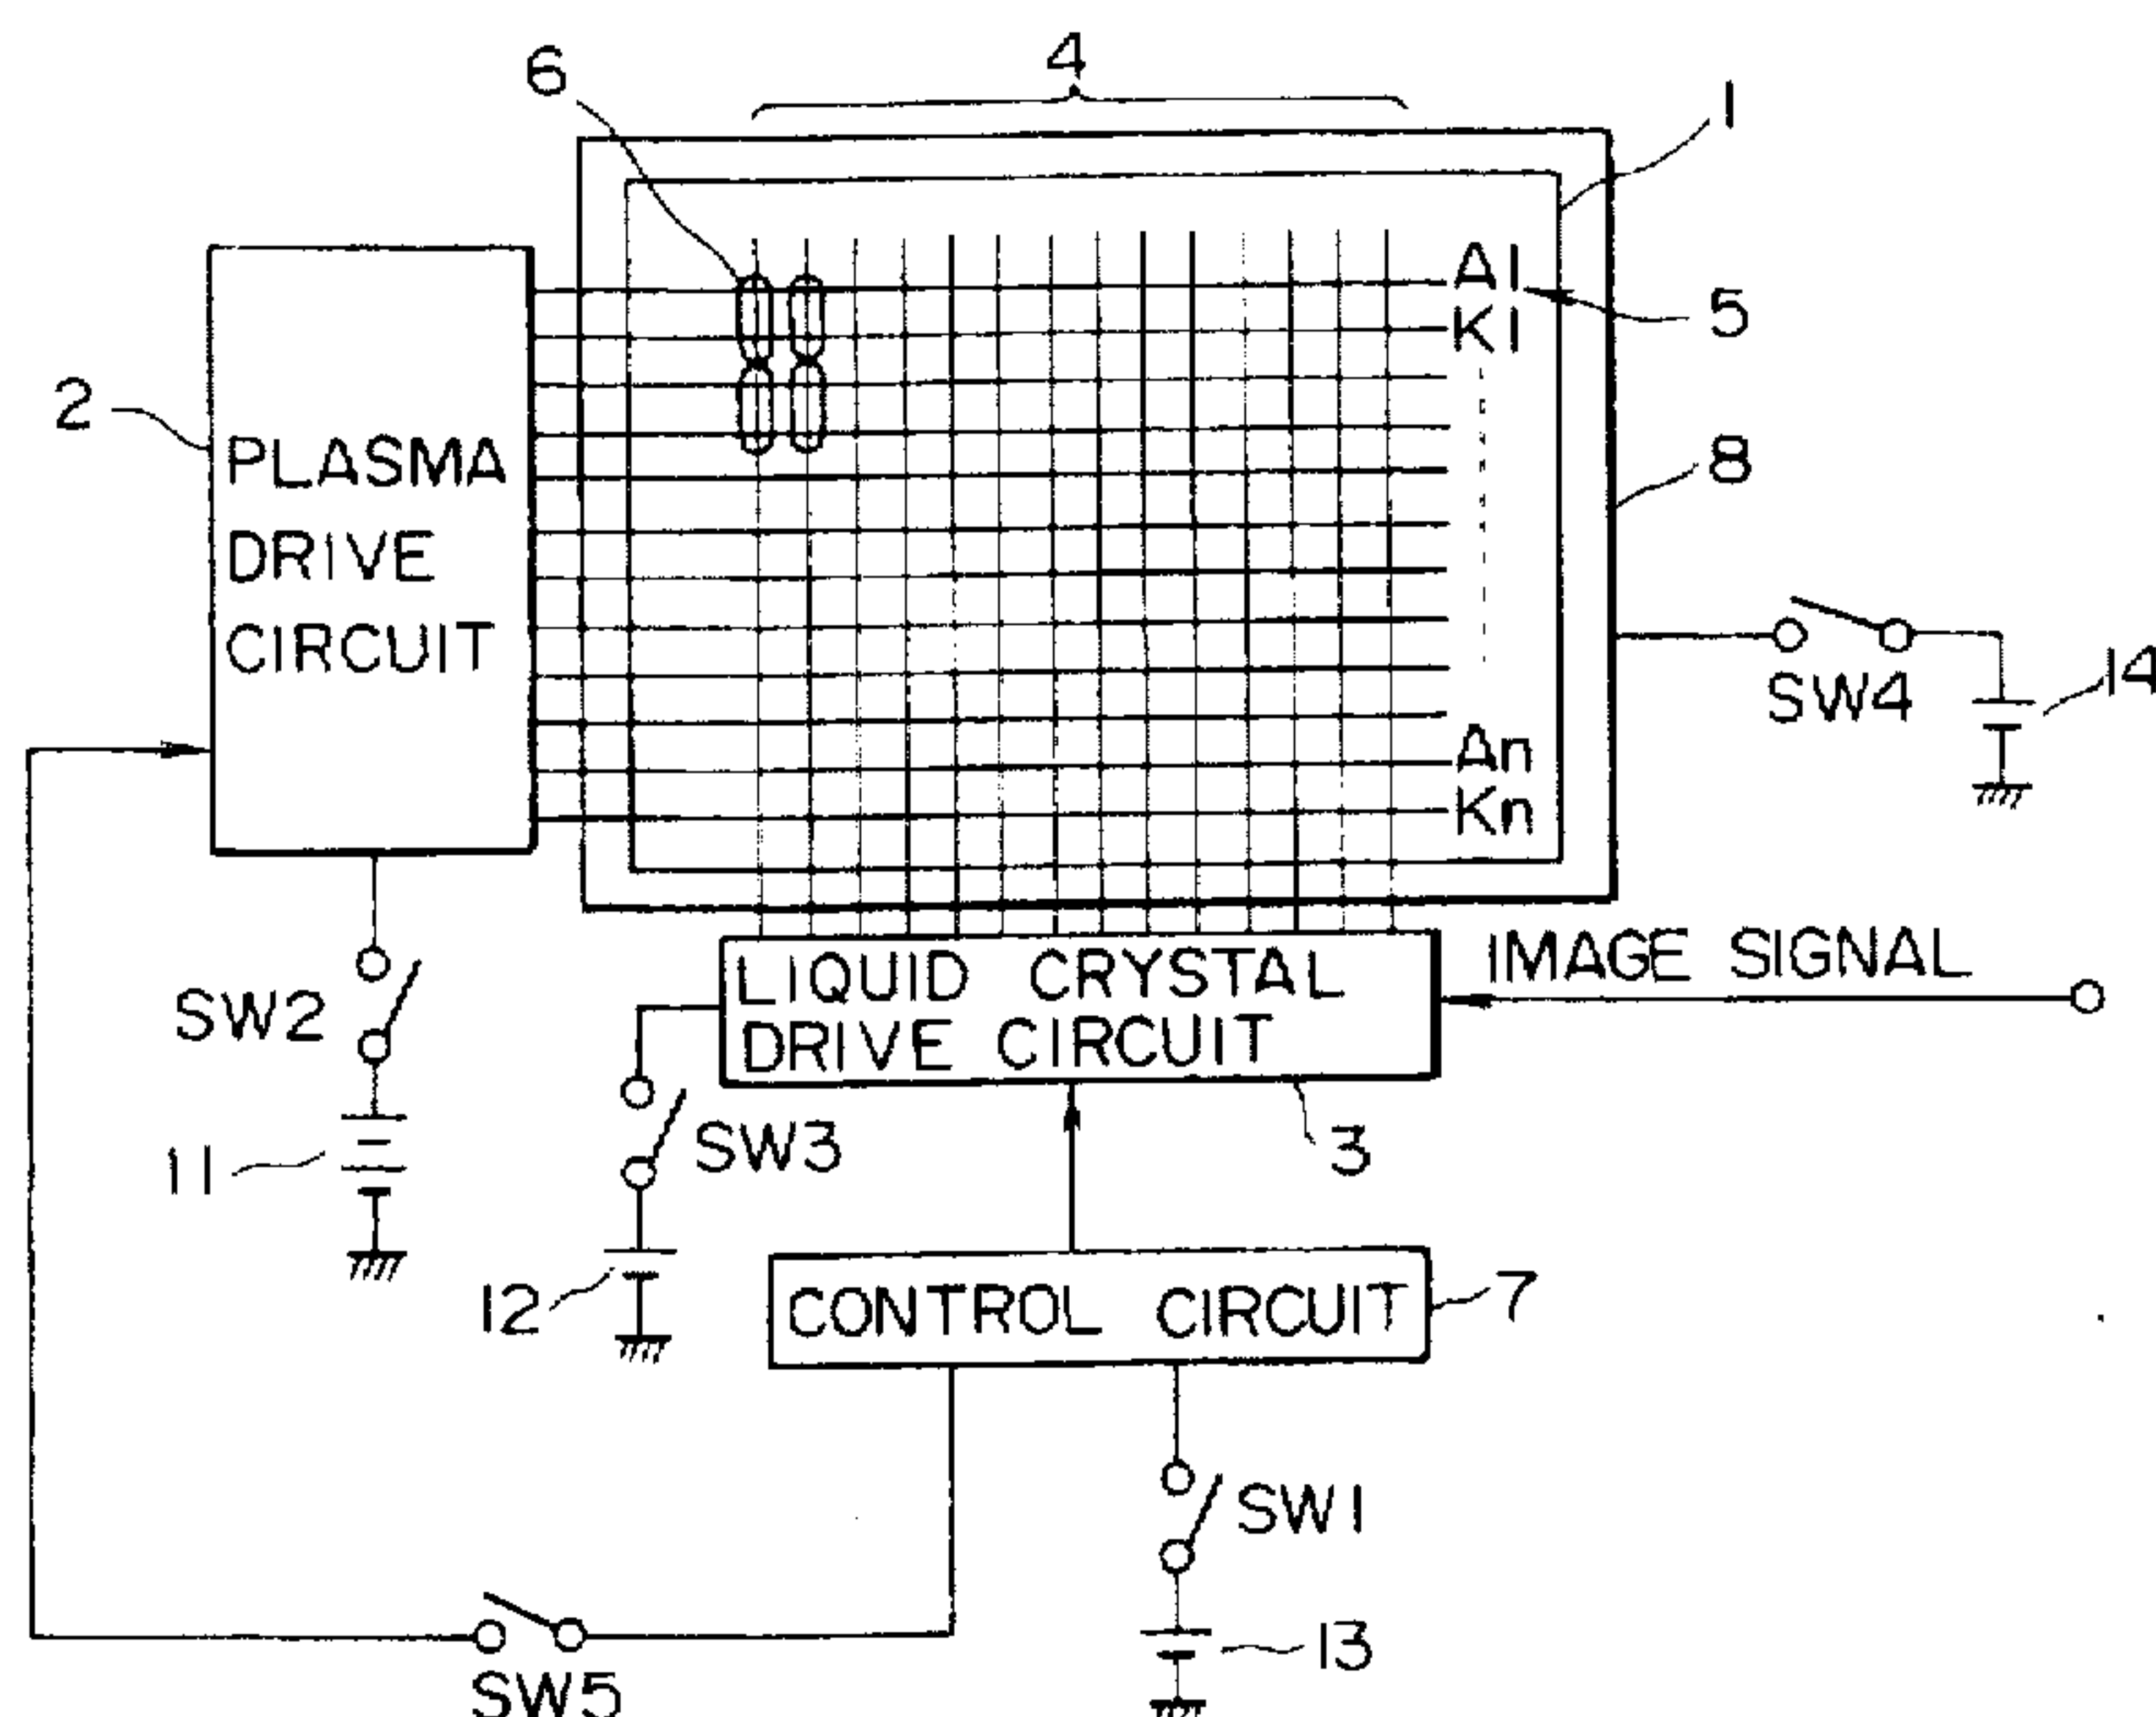 6
4
1
A1
K1
5
2
PLASMA
DRIVE
CIRCUIT
8
SW4
14
An
Kn
IMAGE SIGNAL
LIQUID CRYSTAL
DRIVE CIRCUIT
SW2
SW3
3
11
12
CONTROL CIRCUIT
7
SW1
13
SW5